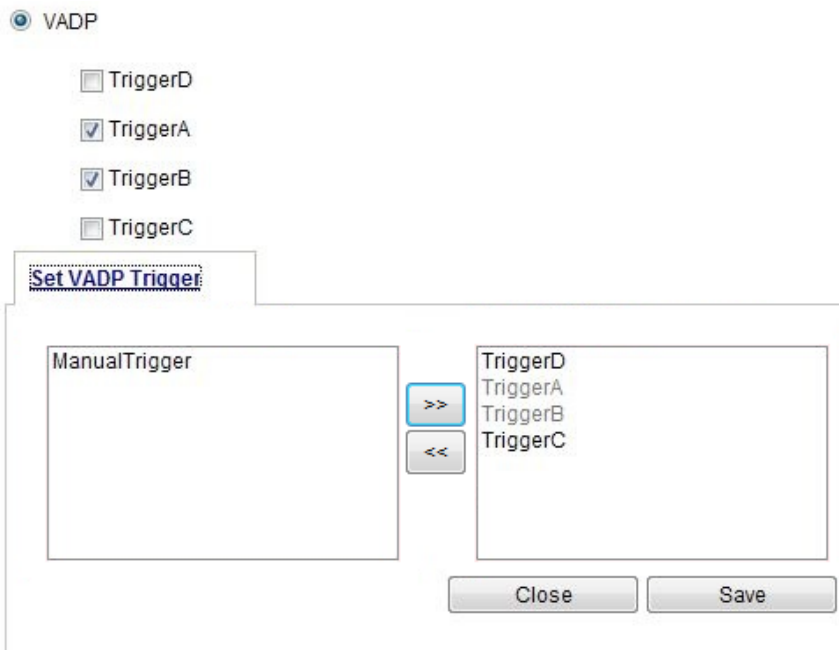 VADP
TriggerD
TriggerA
TriggerB
TriggerC
Set VADP Trigger
ManualTrigger
TriggerD
TriggerA
TriggerB
TriggerC
>>
<<
Close Save